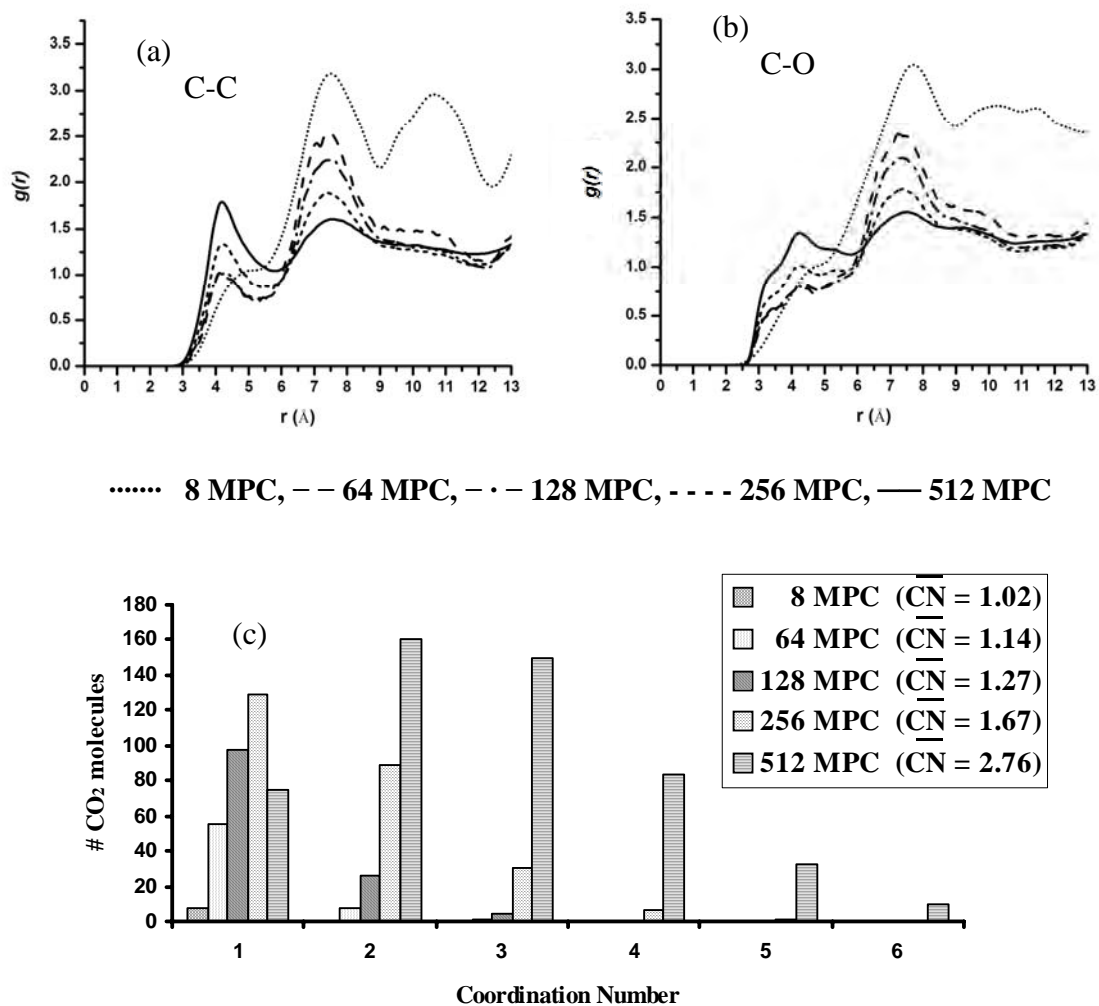 (a)
C-C
3.5
3.0
2.5
2.0
1.5
1.0
0.5
0.0
g(r)
0 1 2 3 4 5 6 7 8 9 10 11 12 13
r (Å)
(b)
C-O
3.5
3.0
2.5
2.0
1.5
1.0
0.5
0.0
g(r)
0 1 2 3 4 5 6 7 8 9 10 11 12 13
r (Å)
8 MPC, 64 MPC, 128 MPC, 256 MPC, 512 MPC
(c)
180
160
140
120
100
80
60
40
20
0
# CO₂ molecules
8 MPC (CN = 1.02)
64 MPC (CN = 1.14)
128 MPC (CN = 1.27)
256 MPC (CN = 1.67)
512 MPC (CN = 2.76)
1 2 3 4 5 6
Coordination Number